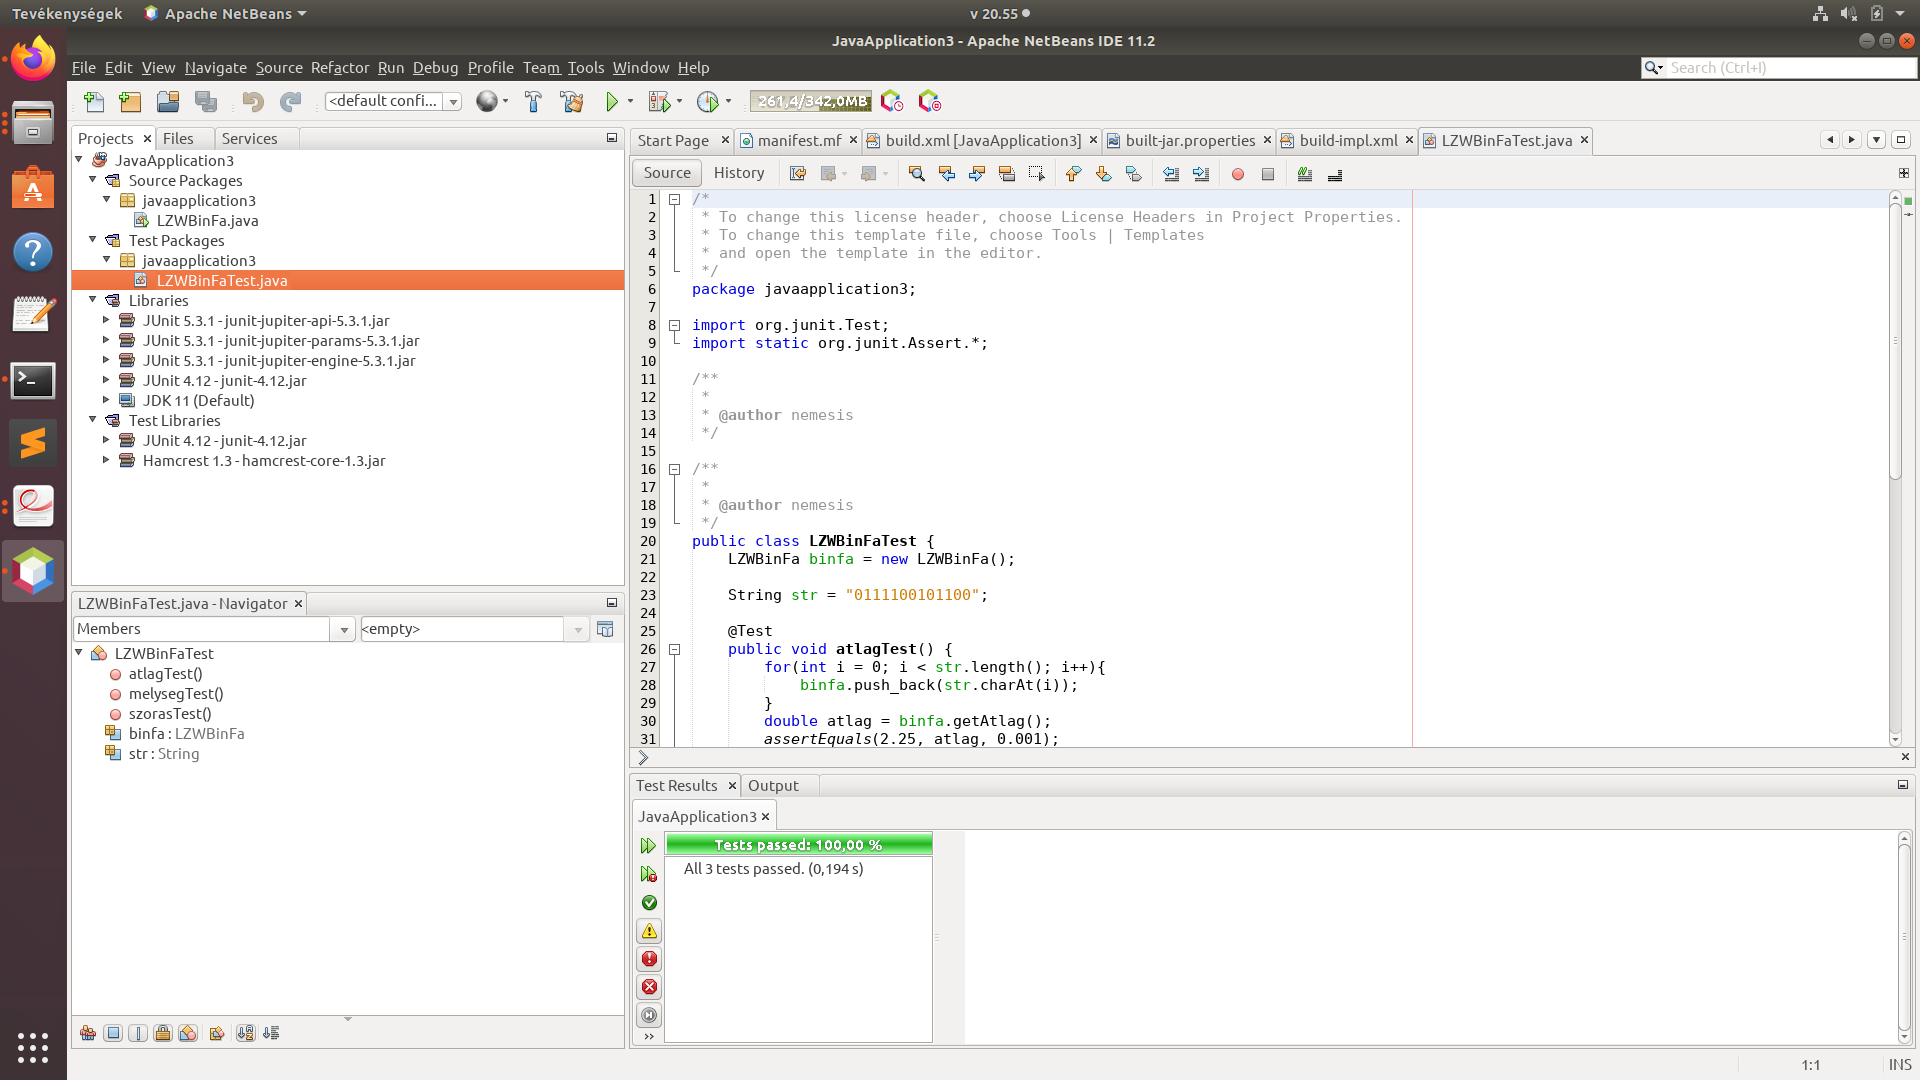 Tevékenységek
Apache NetBeans
v 20.55
JavaApplication3 - Apache NetBeans IDE 11.2
File Edit View Navigate Source Refactor Run Debug Profile Team Tools Window Help
Search (Ctrl+I)
<default confi...
261,4/342,0MB
Projects Files Services
JavaApplication3
Source Packages
javaapplication3
LZWBinFa.java
Test Packages
javaapplication3
LZWBinFaTest.java
Libraries
JUnit 5.3.1 - junit-jupiter-api-5.3.1.jar
JUnit 5.3.1 - junit-jupiter-params-5.3.1.jar
JUnit 5.3.1 - junit-jupiter-engine-5.3.1.jar
JUnit 4.12 - junit-4.12.jar
JDK 11 (Default)
Test Libraries
JUnit 4.12 - junit-4.12.jar
Hamcrest 1.3 - hamcrest-core-1.3.jar
LZWBinFaTest.java - Navigator
Members <empty>
LZWBinFaTest
atlagTest()
melysegTest()
szorasTest()
binfa : LZWBinFa
str : String
Start Page manifest.mf build.xml [JavaApplication3] built-jar.properties build-impl.xml LZWBinFaTest.java
Source History
1 /*
2 * To change this license header, choose License Headers in Project Properties.
3 * To change this template file, choose Tools | Templates
4 * and open the template in the editor.
5 */
6 package javaapplication3;
7
8 import org.junit.Test;
9 import static org.junit.Assert.*;
10
11 /**
12 *
13 * @author nemesis
14 */
15
16 /**
17 *
18 * @author nemesis
19 */
20 public class LZWBinFaTest {
21 LZWBinFa binfa = new LZWBinFa();
22
23 String str = "0111100101100";
24
25 @Test
26 public void atlagTest() {
27 for(int i = 0; i < str.length(); i++){
28 binfa.push_back(str.charAt(i));
29 }
30 double atlag = binfa.getAtlag();
31 assertEquals(2.25, atlag, 0.001);
Test Results Output
JavaApplication3
Tests passed: 100,00 %
All 3 tests passed. (0,194 s)
1:1 INS